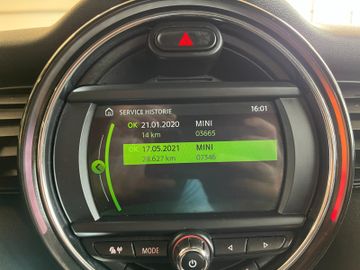 SERVICE HISTORIE 16:01
OK 21.01.2020 MINI
14 km 03665
OK 17.05.2021 MINI
28.627 km 07346
MODE